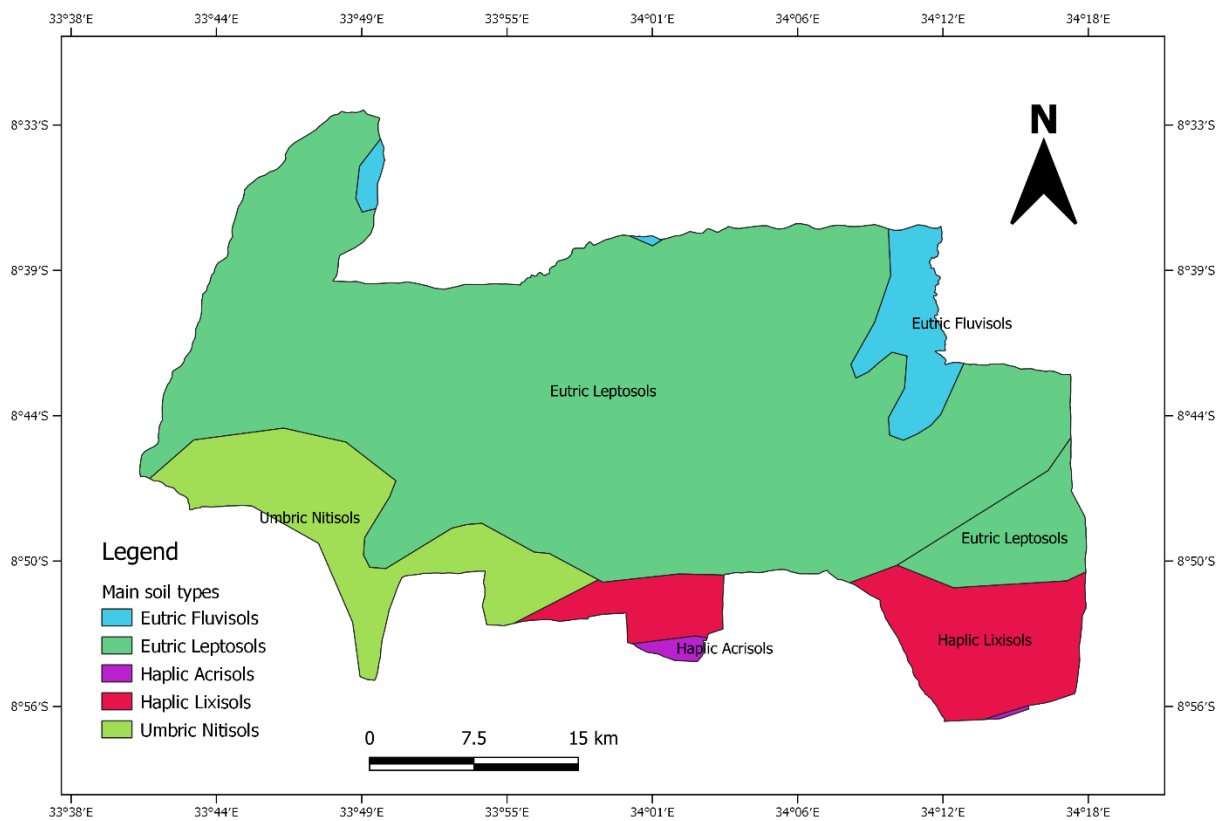 33°38′E 33°44′E 33°49′E 33°55′E 34°01′E 34°06′E 34°12′E 34°18′E
N
8°33′S 8°33′S
8°39′S 8°39′S
Eutric Fluvisols
Eutric Leptosols
8°44′S 8°44′S
Umbric Nitisols
Eutric Leptosols
8°50′S 8°50′S
Haplic Lixisols
Haplic Acrisols
8°56′S 8°56′S
Legend
Main soil types
Eutric Fluvisols
Eutric Leptosols
Haplic Acrisols
Haplic Lixisols
Umbric Nitisols
0 7.5 15 km
33°38′E 33°44′E 33°49′E 33°55′E 34°01′E 34°06′E 34°12′E 34°18′E